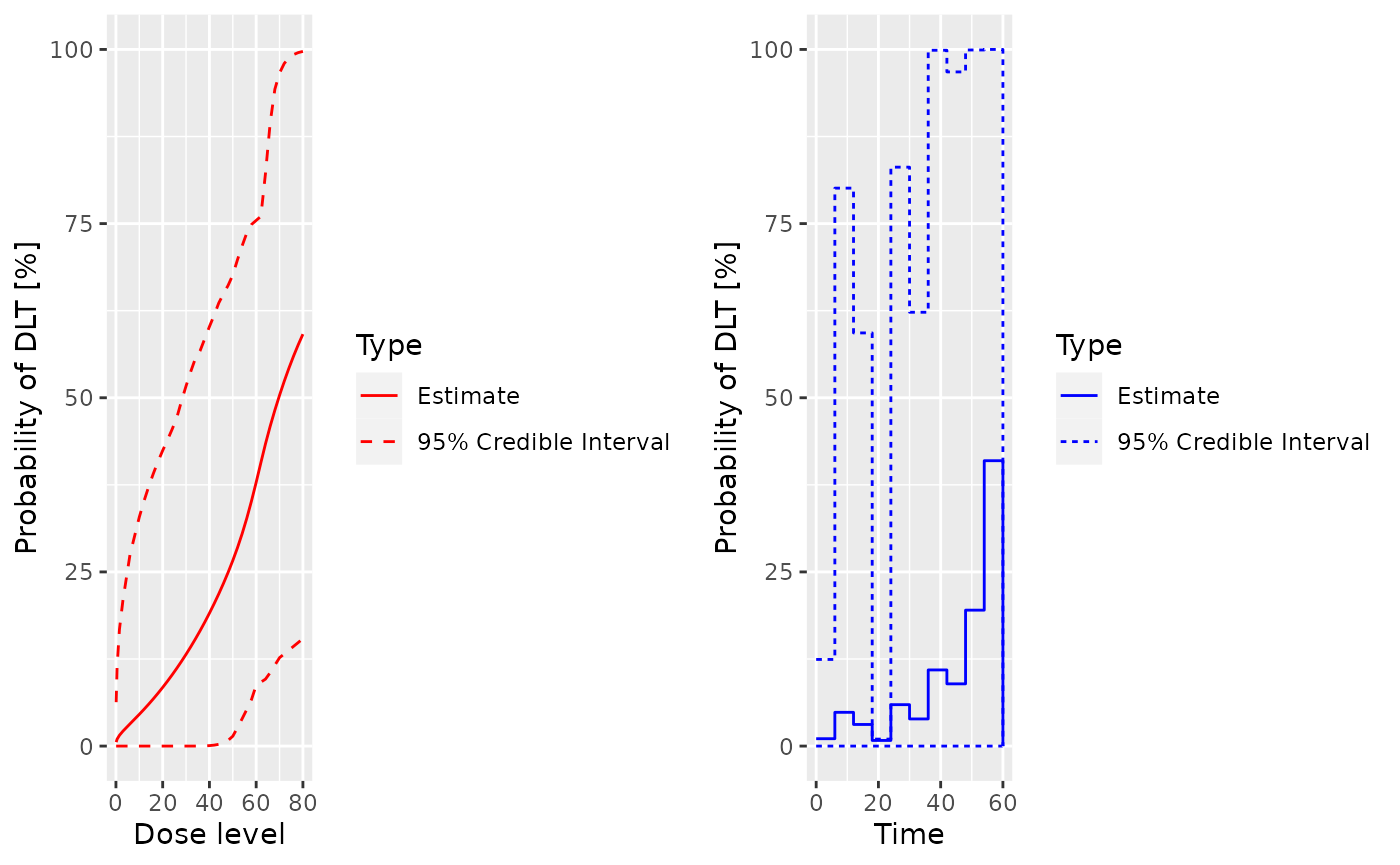 Probability of DLT [%]
100
75
50
25
0
0 20 40 60 80
Dose level
Type
Estimate
95% Credible Interval
Probability of DLT [%]
100
75
50
25
0
0 20 40 60
Time
Type
Estimate
95% Credible Interval